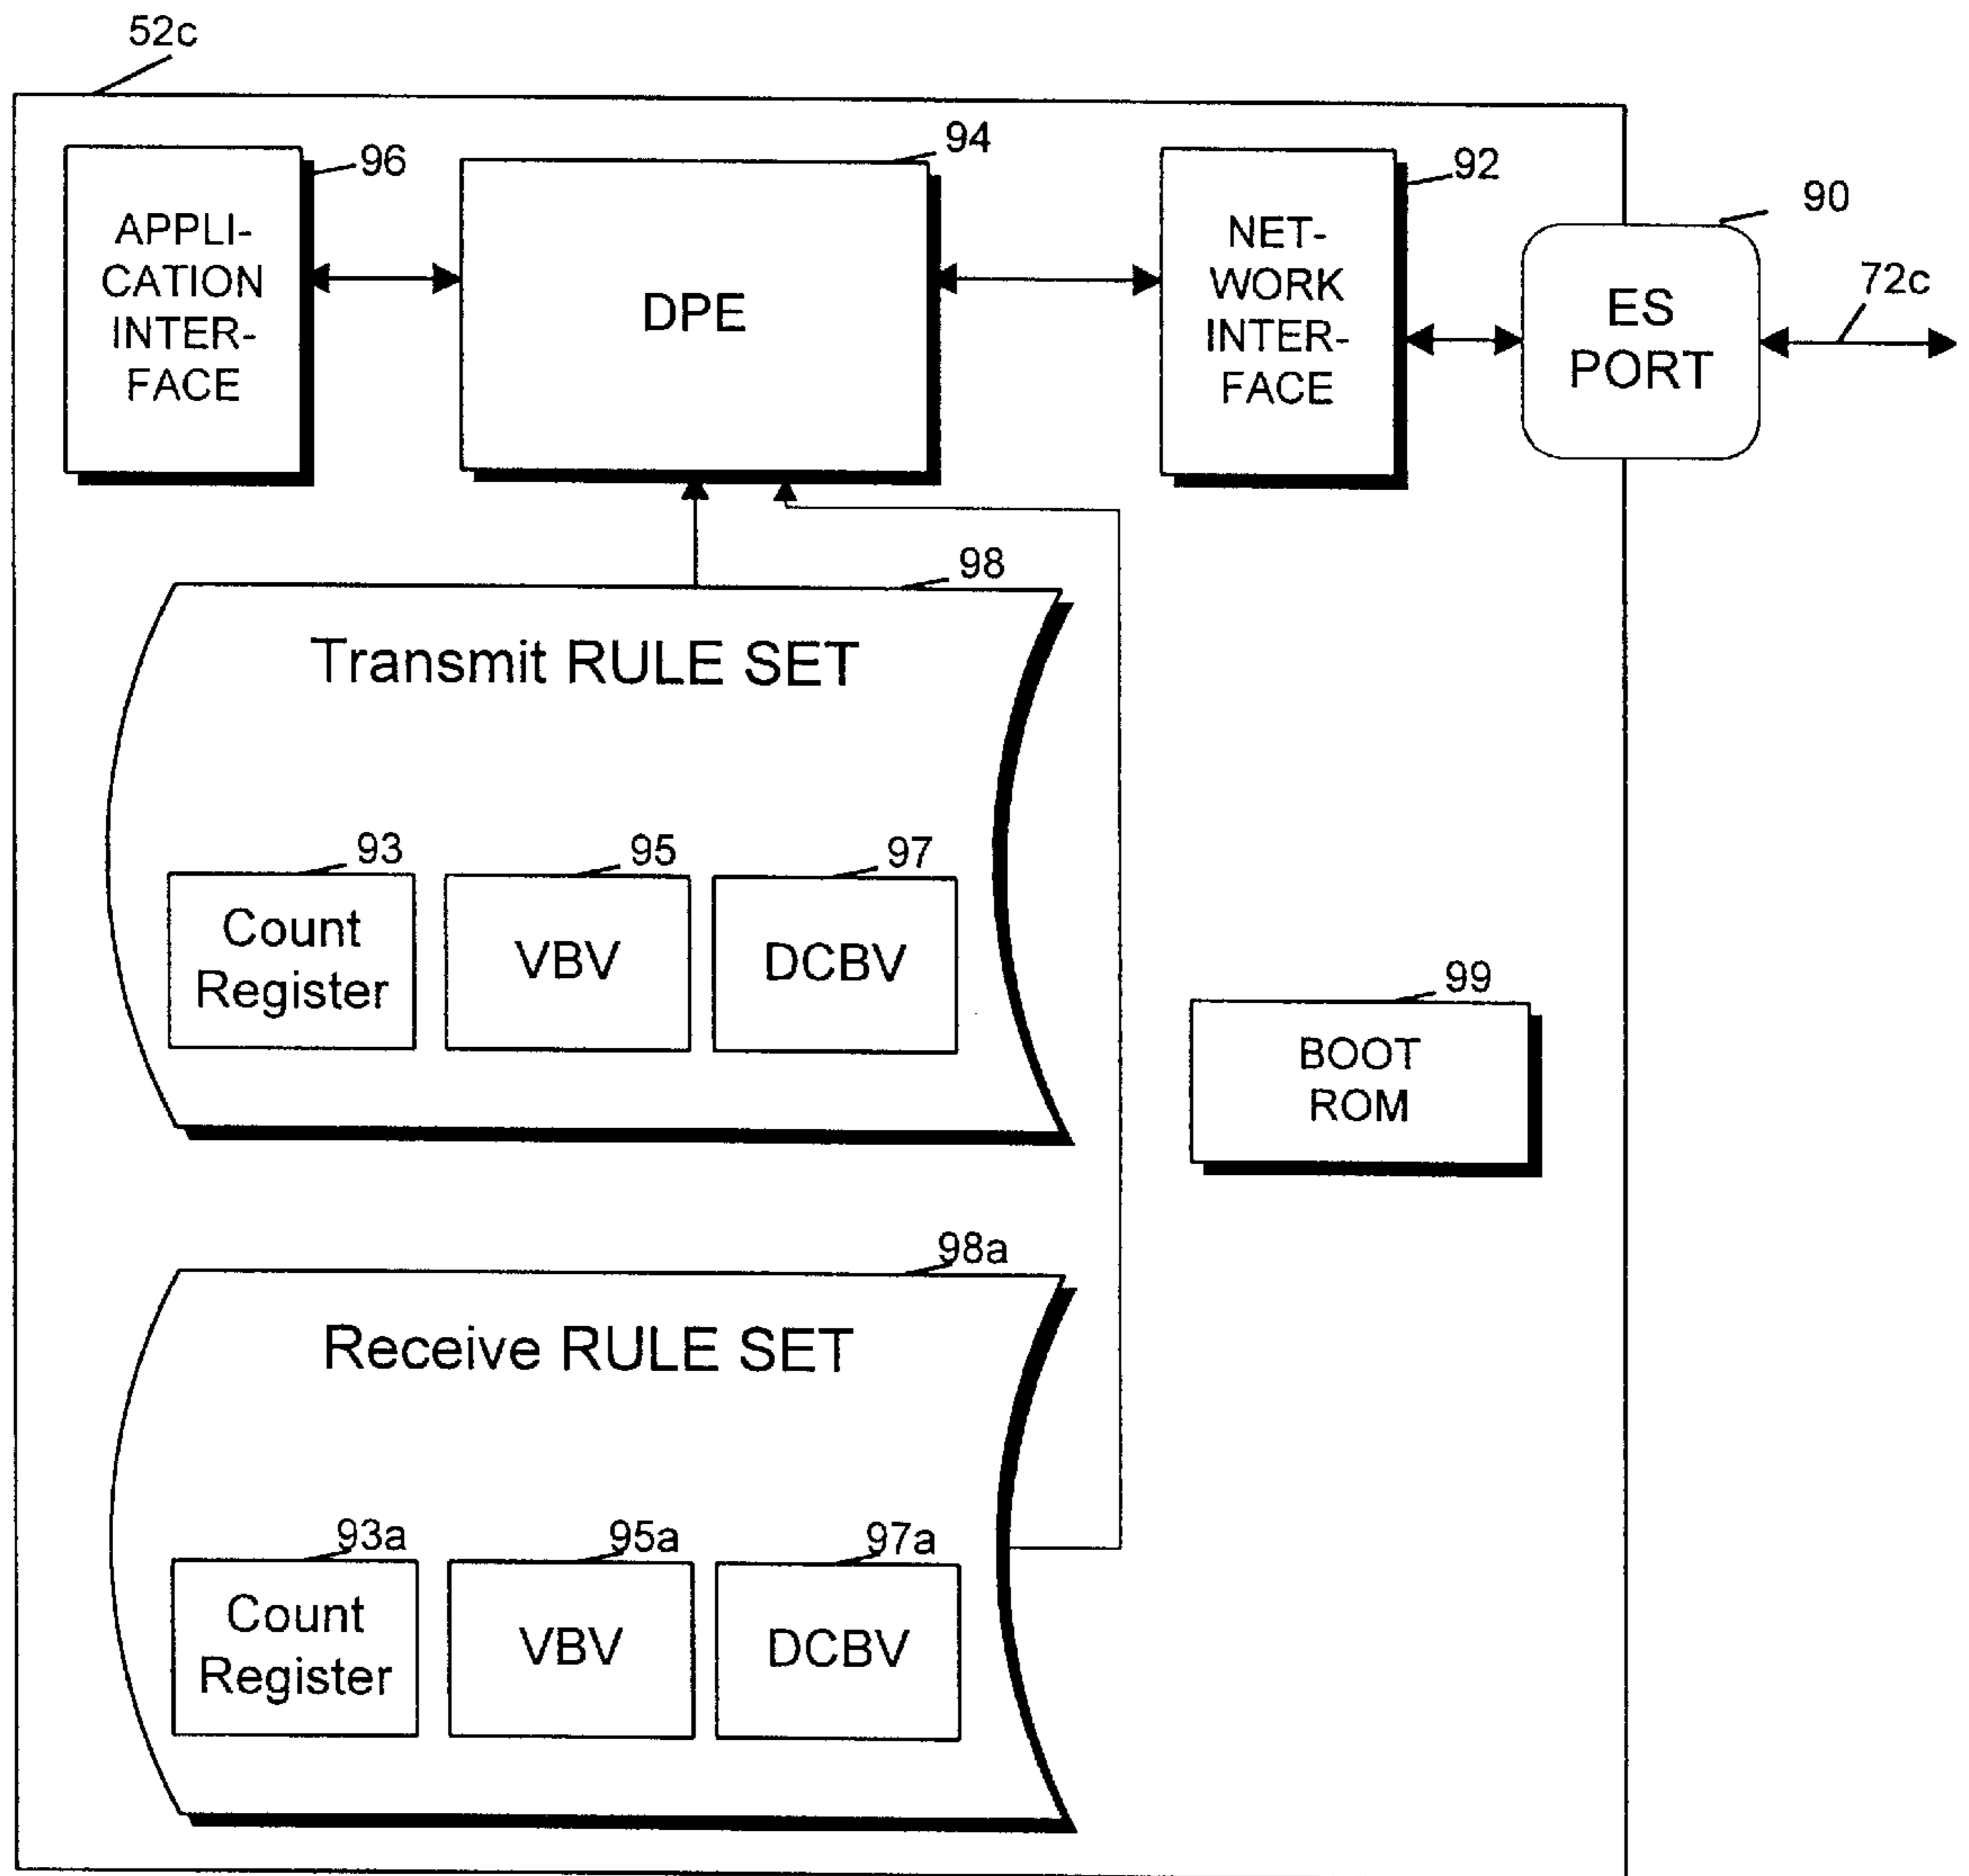 52c
96
94
92
90
APPLI-
CATION
INTER-
FACE
DPE
NET-
WORK
INTER-
FACE
ES
PORT
72c
98
Transmit RULE SET
93
95
97
Count
Register
VBV
DCBV
99
BOOT
ROM
98a
Receive RULE SET
93a
95a
97a
Count
Register
VBV
DCBV